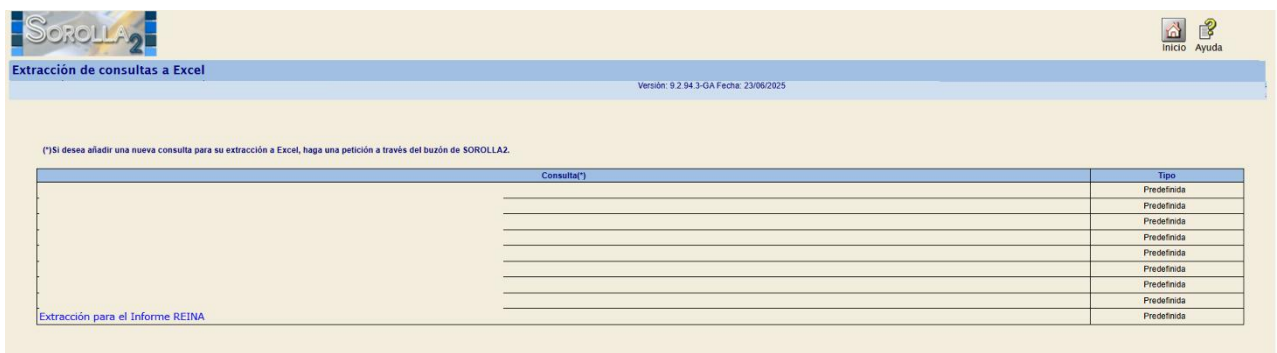 SOROLLA2
Inicio Ayuda
Extracción de consultas a Excel
Versión: 9.2.94.3-GA Fecha: 23/06/2025
(*)Si desea añadir una nueva consulta para su extracción a Excel, haga una petición a través del buzón de SOROLLA2.
Consulta(*) Tipo
Predefinida
Predefinida
Predefinida
Predefinida
Predefinida
Predefinida
Predefinida
Predefinida
Extracción para el Informe REINA Predefinida